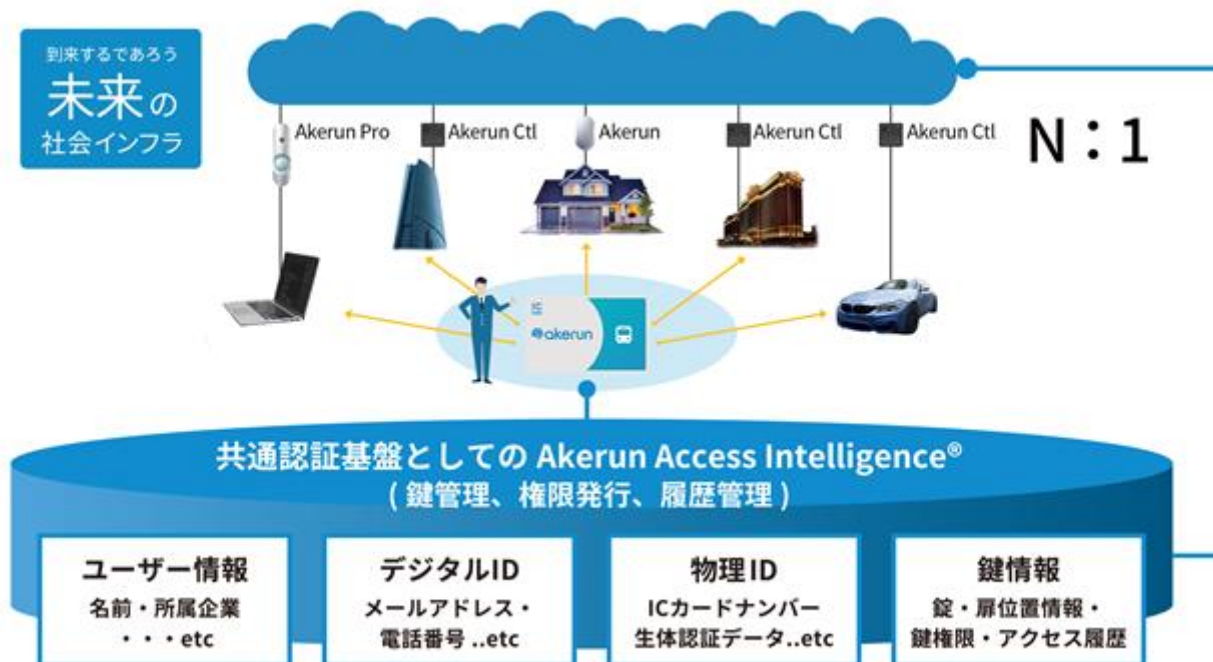 到来するであろう
未来の
社会インフラ
Akerun Pro
Akerun Ctl
Akerun
Akerun Ctl
Akerun Ctl
N：1
akerun
共通認証基盤としての Akerun Access Intelligence®
( 鍵管理、権限発行、履歴管理 )
ユーザー情報
名前・所属企業
・・・etc
デジタルID
メールアドレス・
電話番号 ..etc
物理ID
ICカードナンバー
生体認証データ..etc
鍵情報
錠・扉位置情報・
鍵権限・アクセス履歴